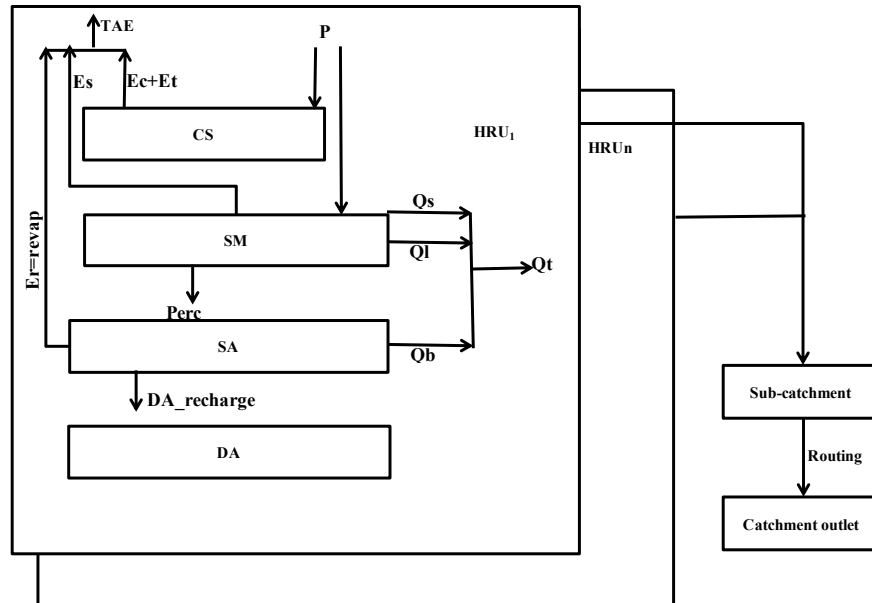 TAE
P
Es
Ec+Et
CS
HRU₁
HRUn
Er=revap
Qs
SM
Ql
Qt
Perc
SA
Qb
DA_recharge
Sub-catchment
DA
Routing
Catchment outlet